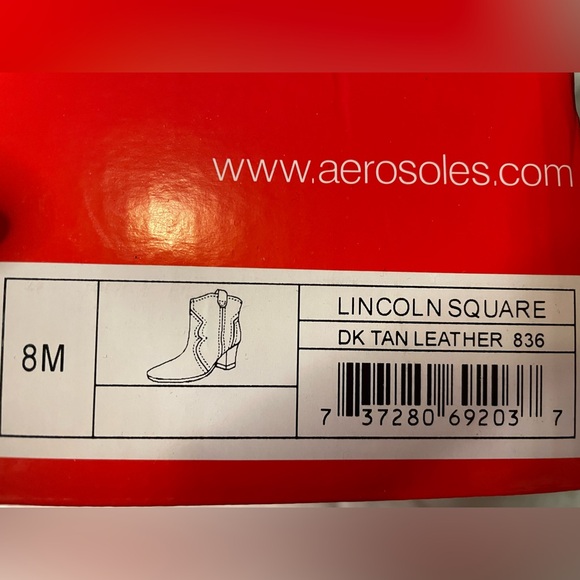 www.aerosoles.com
LINCOLN SQUARE
DK TAN LEATHER 836
8M
7 37280 69203 7